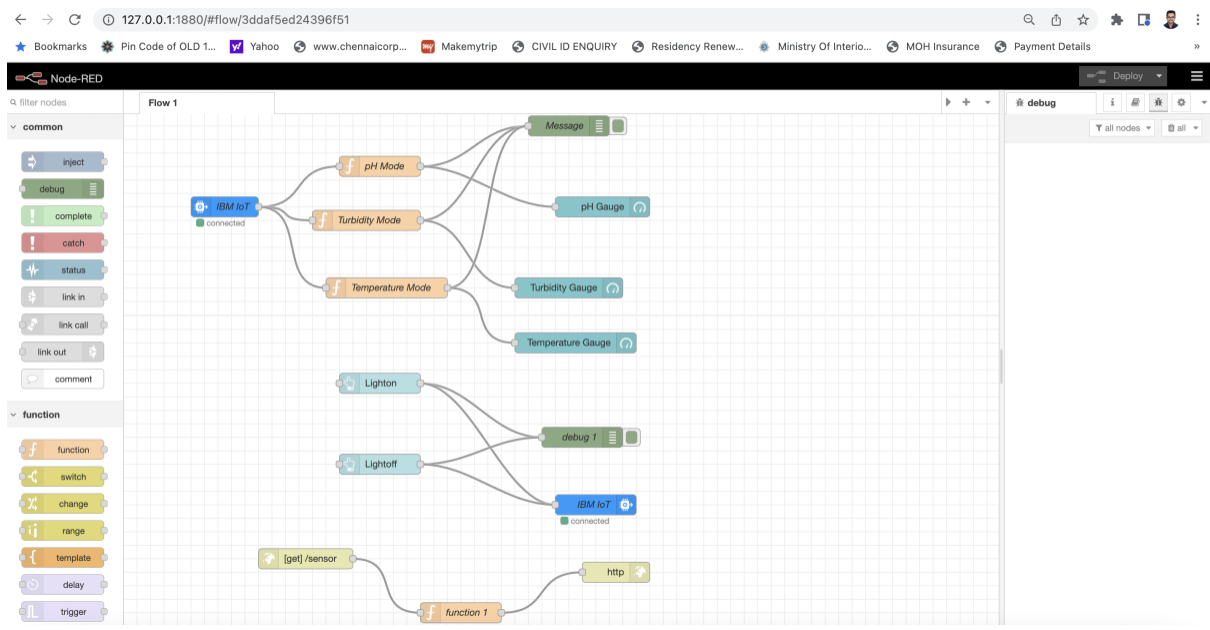 127.0.0.1:1880/#flow/3ddaf5ed24396f51
Bookmarks Pin Code of OLD 1... Yahoo www.chennaicorp... Makemytrip CIVIL ID ENQUIRY Residency Renew... Ministry Of Interio... MOH Insurance Payment Details »
Node-RED Deploy
filter nodes
Flow 1
debug
all nodes all
common
inject
debug
complete
catch
status
link in
link call
link out
comment
function
function
switch
change
range
template
delay
trigger
Message
pH Mode
IBM IoT
connected
pH Gauge
Turbidity Mode
Temperature Mode
Turbidity Gauge
Temperature Gauge
Lighton
debug 1
Lightoff
IBM IoT
connected
[get] /sensor
http
function 1